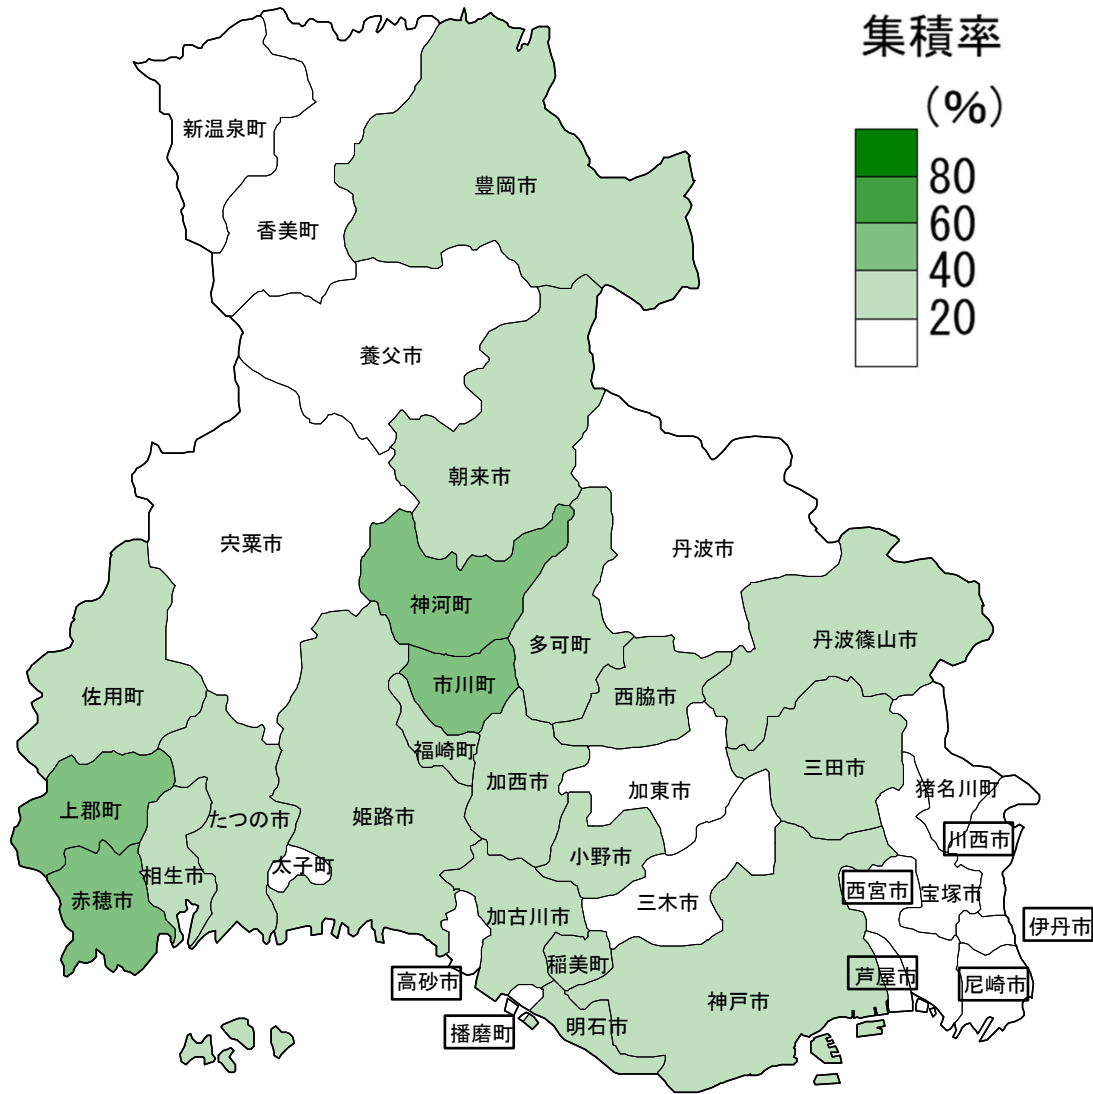 集積率
(%)
80
60
40
20
新温泉町
豊岡市
香美町
養父市
朝来市
宍粟市
丹波市
神河町
多可町
丹波篠山市
市川町
西脇市
佐用町
福崎町
加西市
三田市
加東市
猪名川町
上郡町
たつの市
姫路市
川西市
小野市
太子町
相生市
西宮市
宝塚市
赤穂市
三木市
加古川市
伊丹市
稲美町
高砂市
芦屋市
尼崎市
神戸市
明石市
播磨町